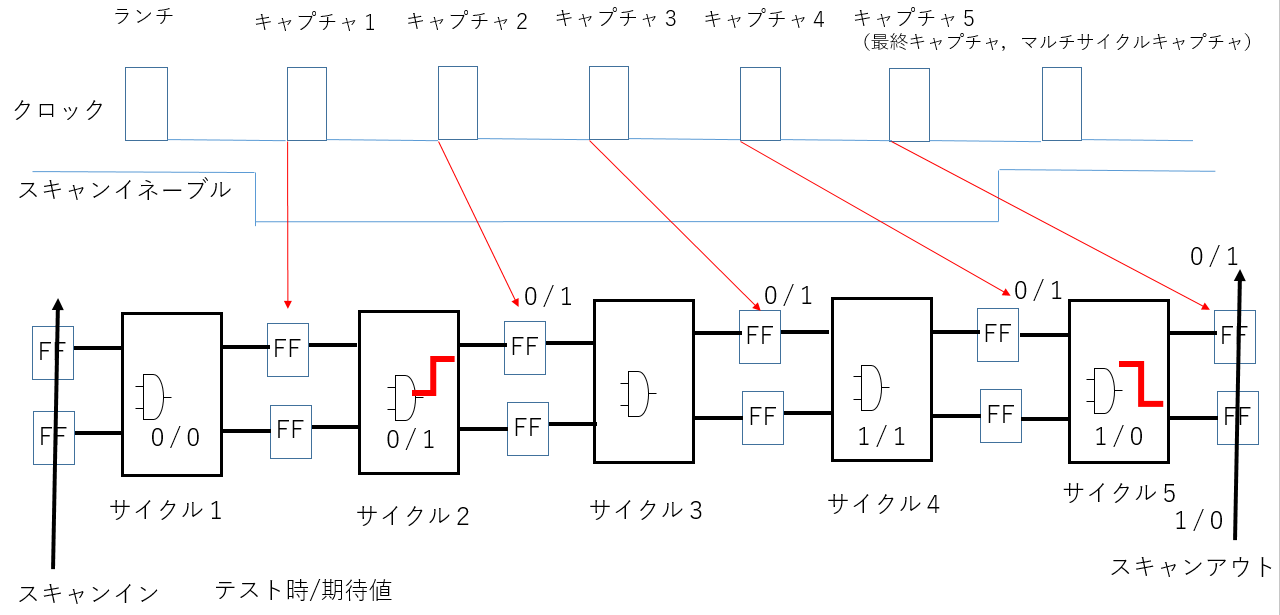 ランチ
キャプチャ１
キャプチャ２
キャプチャ３
キャプチャ４
キャプチャ５
（最終キャプチャ，マルチサイクルキャプチャ）
クロック
スキャンイネーブル
0 / 1
0 / 1
0 / 1
0 / 1
FF
FF
FF
FF
FF
FF
FF
FF
FF
FF
FF
FF
0 / 0
0 / 1
1 / 1
1 / 0
サイクル１
サイクル２
サイクル３
サイクル４
サイクル５
1 / 0
スキャンイン
テスト時/期待値
スキャンアウト